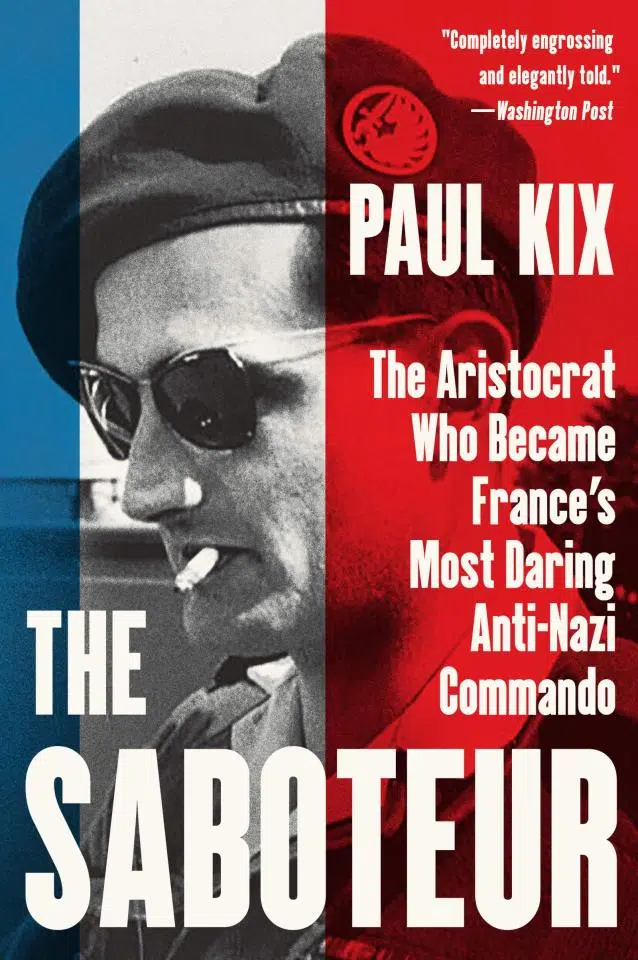 "Completely engrossing
and elegantly told."
—Washington Post
PAUL KIX
The Aristocrat
Who Became
France's
Most Daring
Anti-Nazi
Commando
THE
SABOTEUR